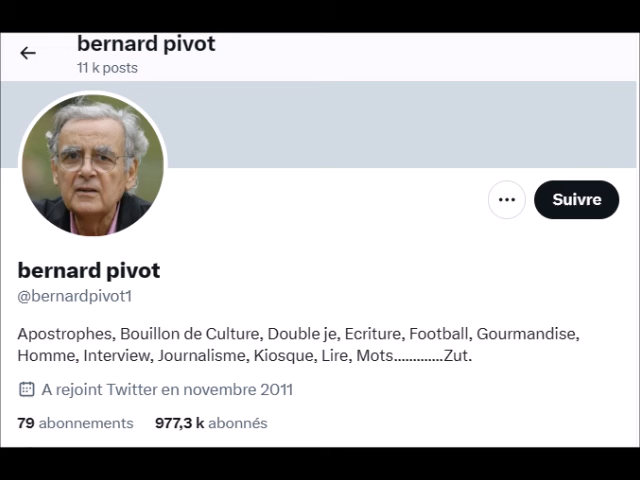 bernard pivot
11 k posts
Suivre
bernard pivot
@bernardpivot1
Apostrophes, Bouillon de Culture, Double je, Ecriture, Football, Gourmandise,
Homme, Interview, Journalisme, Kiosque, Lire, Mots.............Zut.
A rejoint Twitter en novembre 2011
79 abonnements 977,3 k abonnés